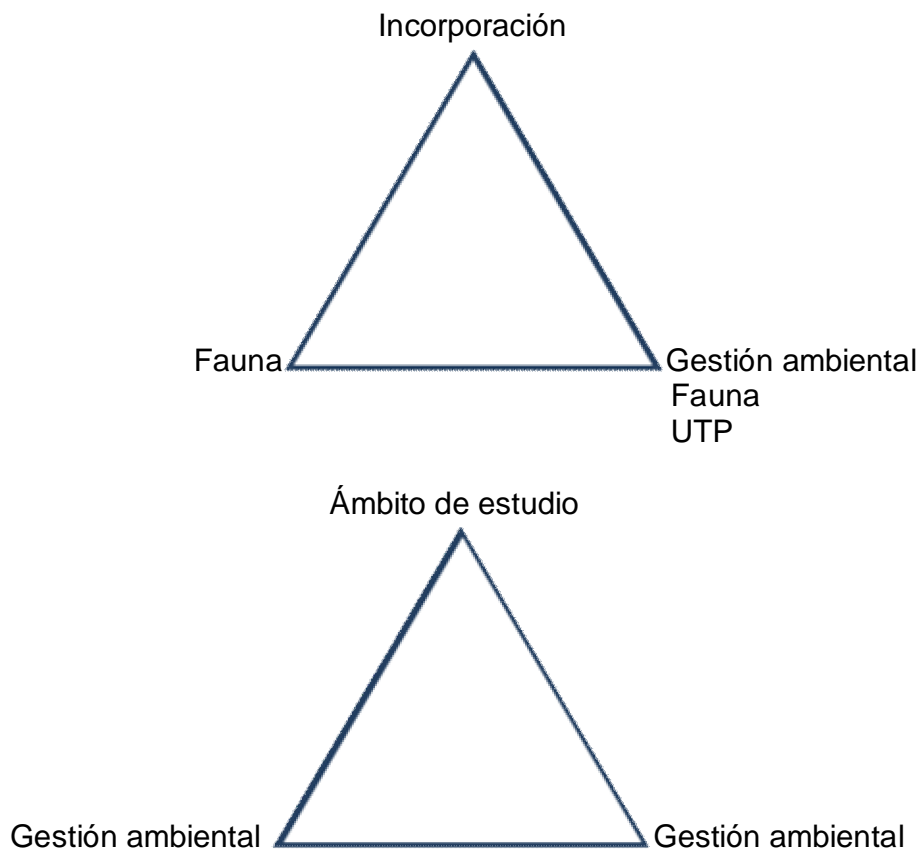 Incorporación
Fauna
Gestión ambiental
Fauna
UTP
Ámbito de estudio
Gestión ambiental
Gestión ambiental